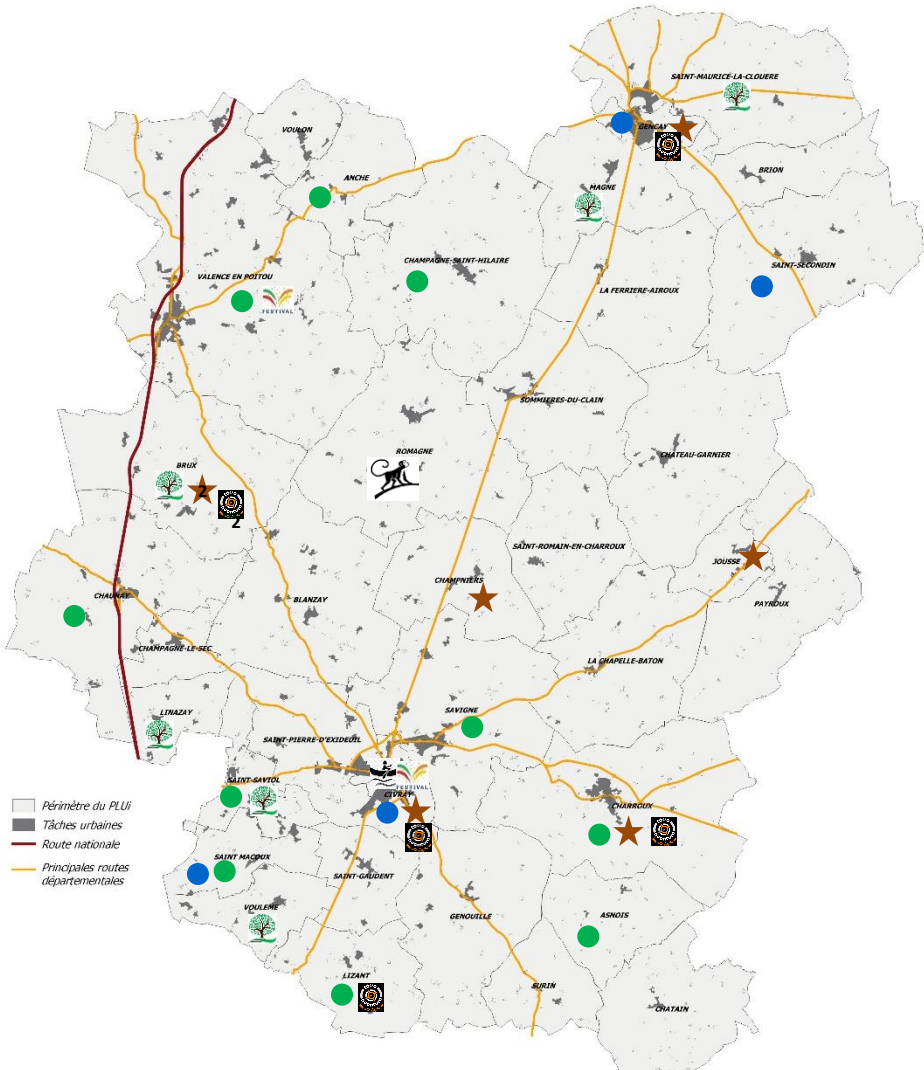 SAINT-MAURICE-LA-CLOUERE
GENCAY
VOULON
BRION
ANCHE
MAGNE
CHAMPAGNE-SAINT-HILAIRE
SAINT-SECONDIN
VALENCE EN POITOU
LA FERRIERE-AIROUX
FESTIVAL
SOMMIERES-DU-CLAIN
ROMAGNE
CHATEAU-GARNIER
BRUX
2
2
SAINT-ROMAIN-EN-CHARROUX
JOUSSE
CHAMPNIERS
CHAUNAY
BLANZAY
PAYROUX
CHAMPAGNE-LE-SEC
LA CHAPELLE-BATON
LINAZAY
SAVIGNE
SAINT-PIERRE-D'EXIDEUIL
SAINT-SAVIOL
FESTIVAL
CIVRAY
CHARROUX
Périmètre du PLUi
Tâches urbaines
Route nationale
Principales routes
départementales
SAINT MACOUX
SAINT-GAUDENT
VOULEME
GENOUILLE
ASNOIS
LIZANT
SURIN
CHATAIN